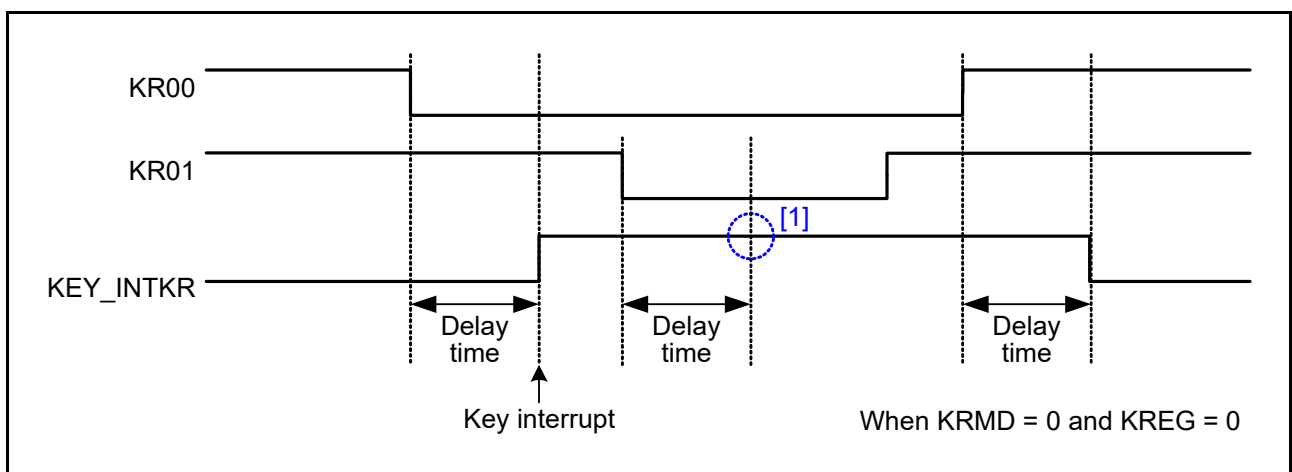 KR00
KR01
[1]
KEY_INTKR
Delay time
Delay time
Delay time
Key interrupt
When KRMD = 0 and KREG = 0